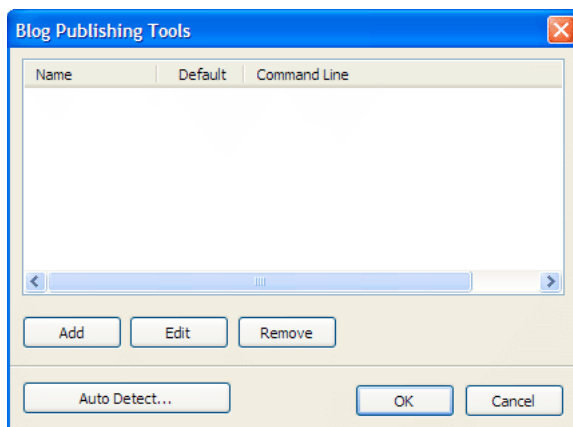 Blog Publishing Tools
Name Default Command Line
Add Edit Remove
Auto Detect... OK Cancel